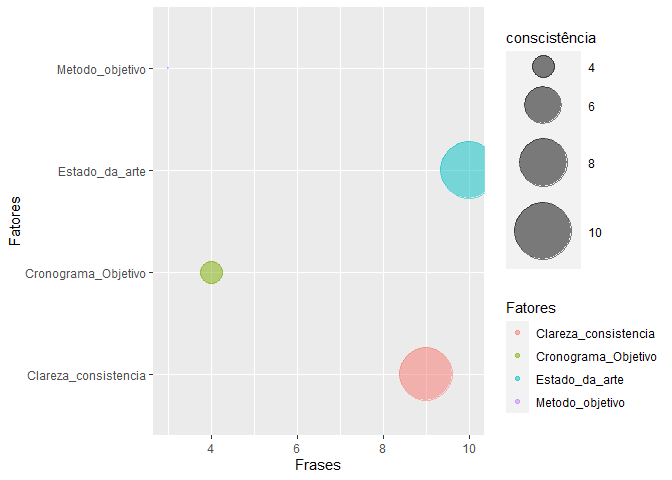 Fatores
Metodo_objetivo
Estado_da_arte
Cronograma_Objetivo
Clareza_consistencia
4
6
8
10
Frases
conscistência
4
6
8
10
Fatores
Clareza_consistencia
Cronograma_Objetivo
Estado_da_arte
Metodo_objetivo